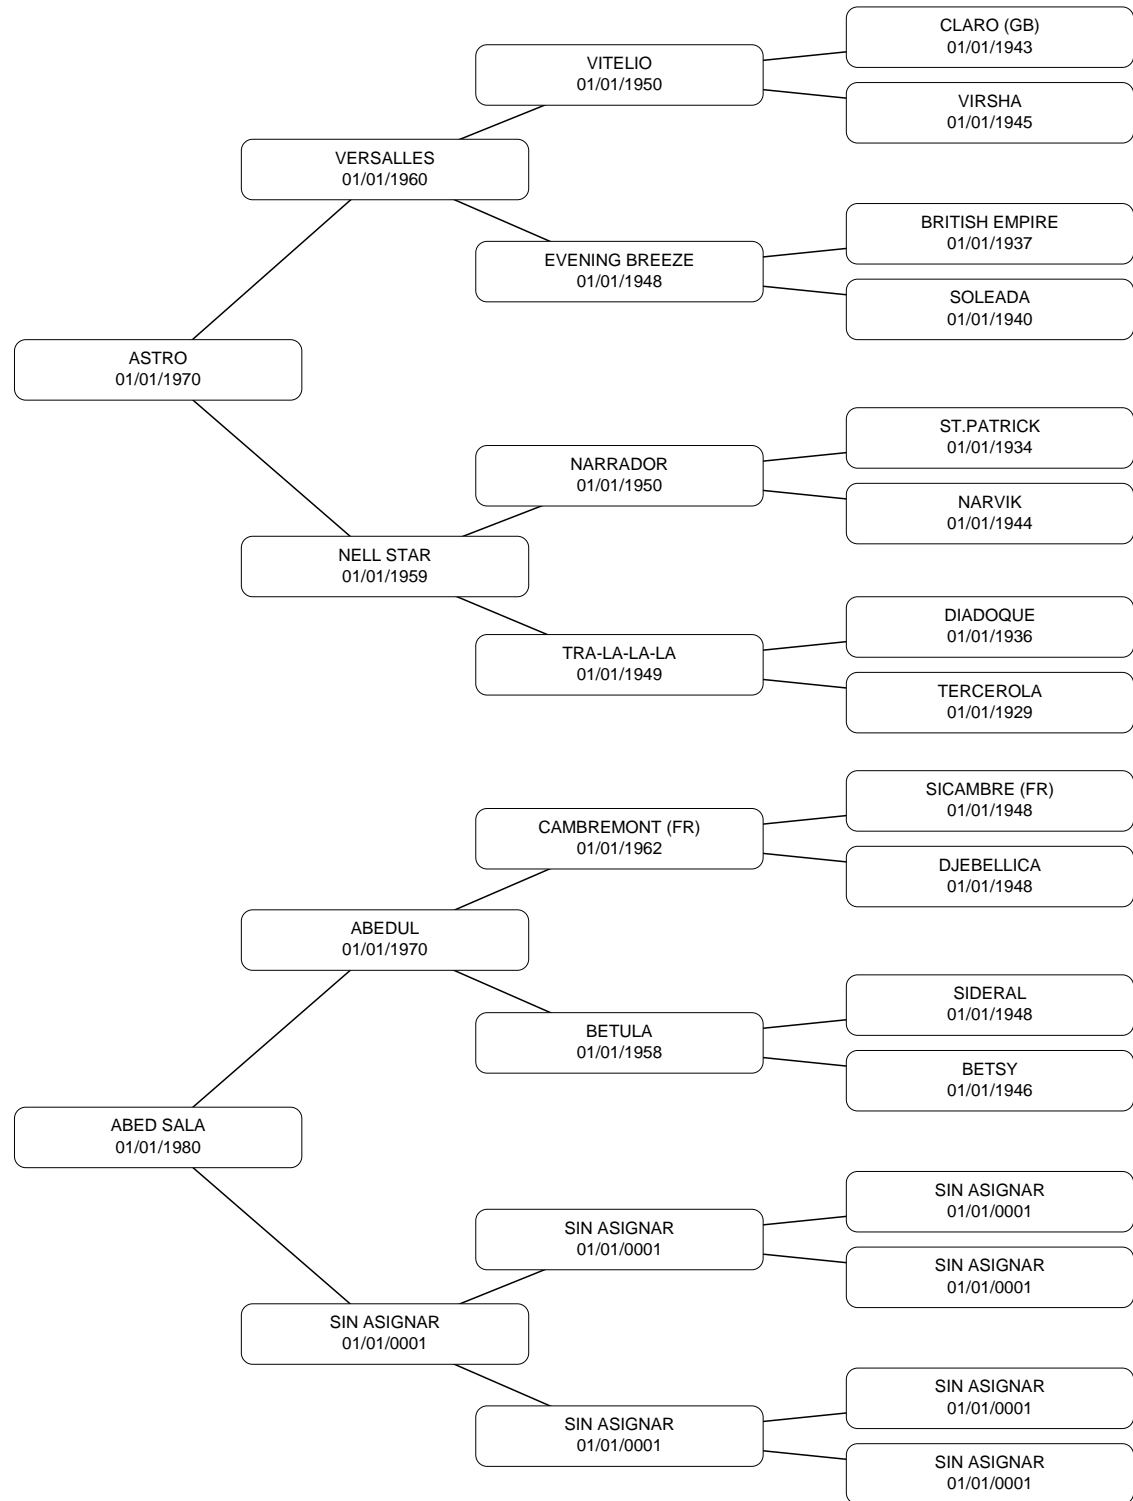 CLARO (GB)
01/01/1943
VITELIO
01/01/1950
VIRSHA
01/01/1945
VERSALLES
01/01/1960
BRITISH EMPIRE
01/01/1937
EVENING BREEZE
01/01/1948
SOLEADA
01/01/1940
ASTRO
01/01/1970
ST.PATRICK
01/01/1934
NARRADOR
01/01/1950
NARVIK
01/01/1944
NELL STAR
01/01/1959
DIADOQUE
01/01/1936
TRA-LA-LA-LA
01/01/1949
TERCEROLA
01/01/1929
SICAMBRE (FR)
01/01/1948
CAMBREMONT (FR)
01/01/1962
DJEBELLICA
01/01/1948
ABEDUL
01/01/1970
SIDERAL
01/01/1948
BETULA
01/01/1958
BETSY
01/01/1946
ABED SALA
01/01/1980
SIN ASIGNAR
01/01/0001
SIN ASIGNAR
01/01/0001
SIN ASIGNAR
01/01/0001
SIN ASIGNAR
01/01/0001
SIN ASIGNAR
01/01/0001
SIN ASIGNAR
01/01/0001
SIN ASIGNAR
01/01/0001